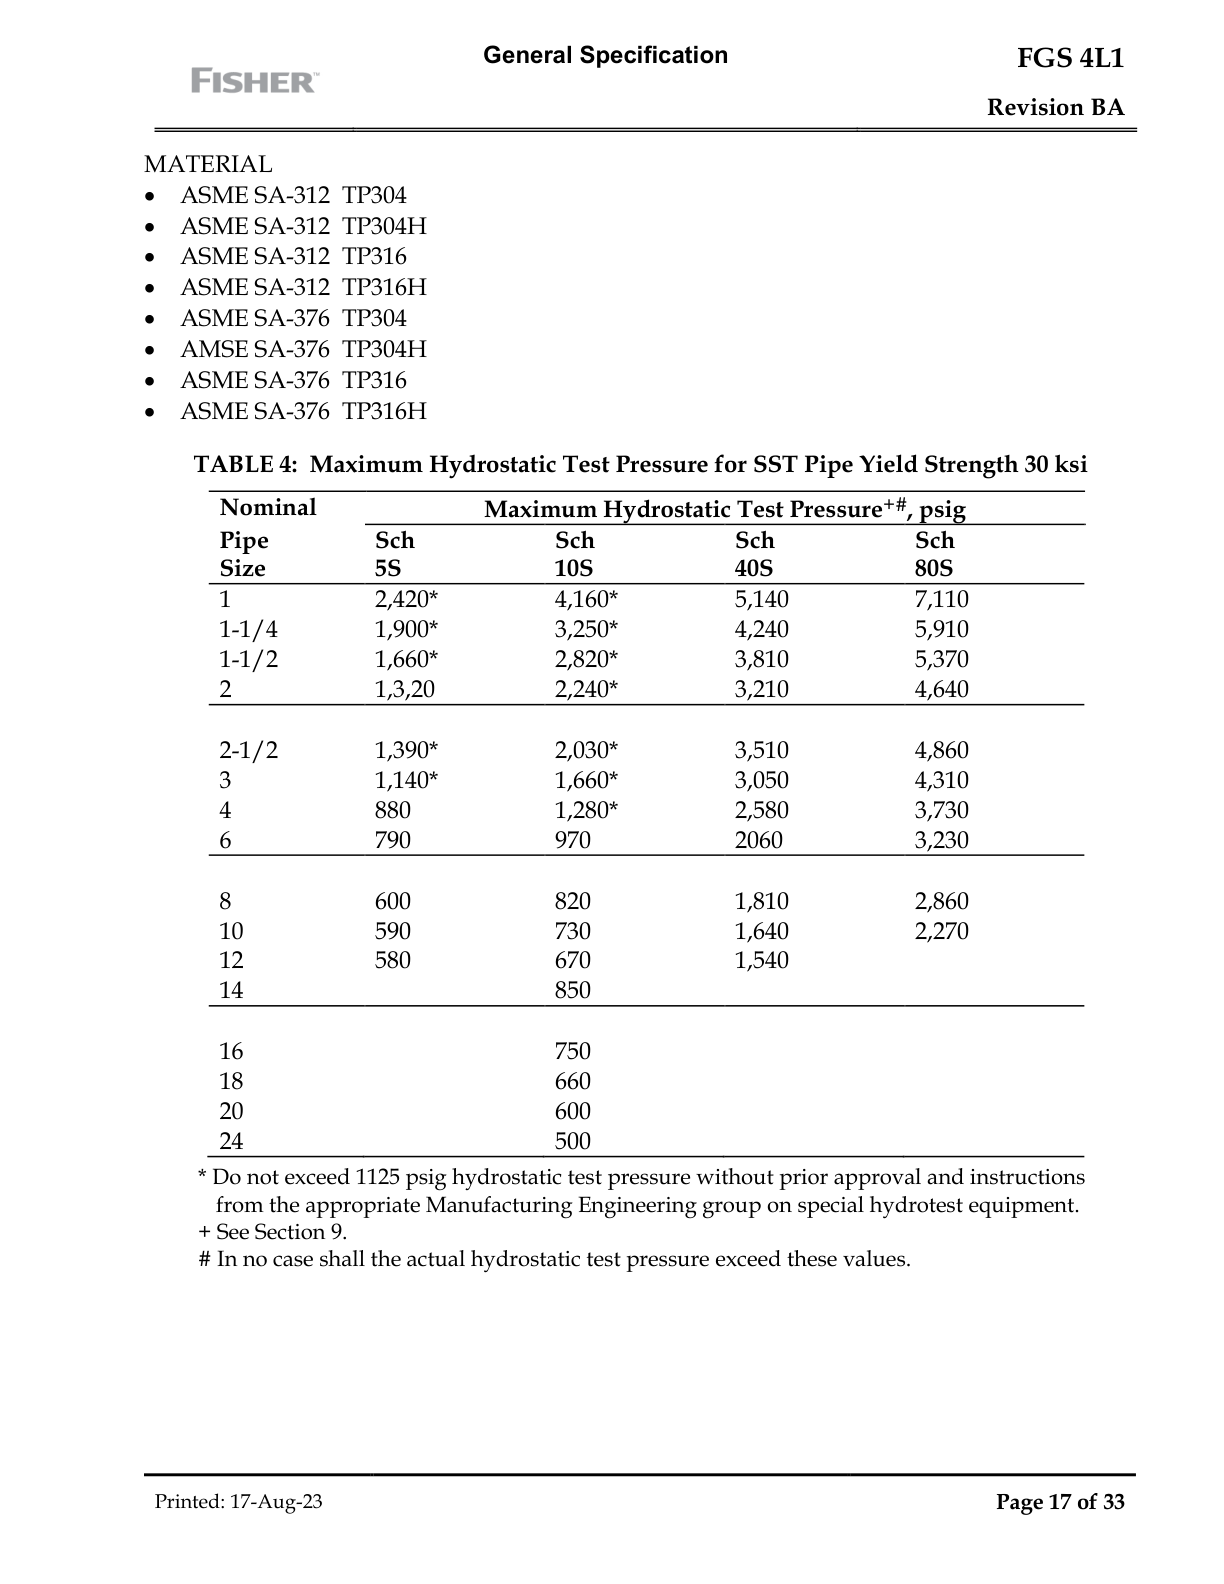 General Specification
FGS 4L1
FISHER™
Revision BA
MATERIAL
• ASME SA-312 TP304
• ASME SA-312 TP304H
• ASME SA-312 TP316
• ASME SA-312 TP316H
• ASME SA-376 TP304
• AMSE SA-376 TP304H
• ASME SA-376 TP316
• ASME SA-376 TP316H
TABLE 4: Maximum Hydrostatic Test Pressure for SST Pipe Yield Strength 30 ksi
Nominal Maximum Hydrostatic Test Pressure+#, psig
Pipe Sch Sch Sch Sch
Size 5S 10S 40S 80S
1 2,420* 4,160* 5,140 7,110
1-1/4 1,900* 3,250* 4,240 5,910
1-1/2 1,660* 2,820* 3,810 5,370
2 1,3,20 2,240* 3,210 4,640
2-1/2 1,390* 2,030* 3,510 4,860
3 1,140* 1,660* 3,050 4,310
4 880 1,280* 2,580 3,730
6 790 970 2060 3,230
8 600 820 1,810 2,860
10 590 730 1,640 2,270
12 580 670 1,540
14 850
16 750
18 660
20 600
24 500
* Do not exceed 1125 psig hydrostatic test pressure without prior approval and instructions
from the appropriate Manufacturing Engineering group on special hydrotest equipment.
+ See Section 9.
# In no case shall the actual hydrostatic test pressure exceed these values.
Printed: 17-Aug-23 Page 17 of 33